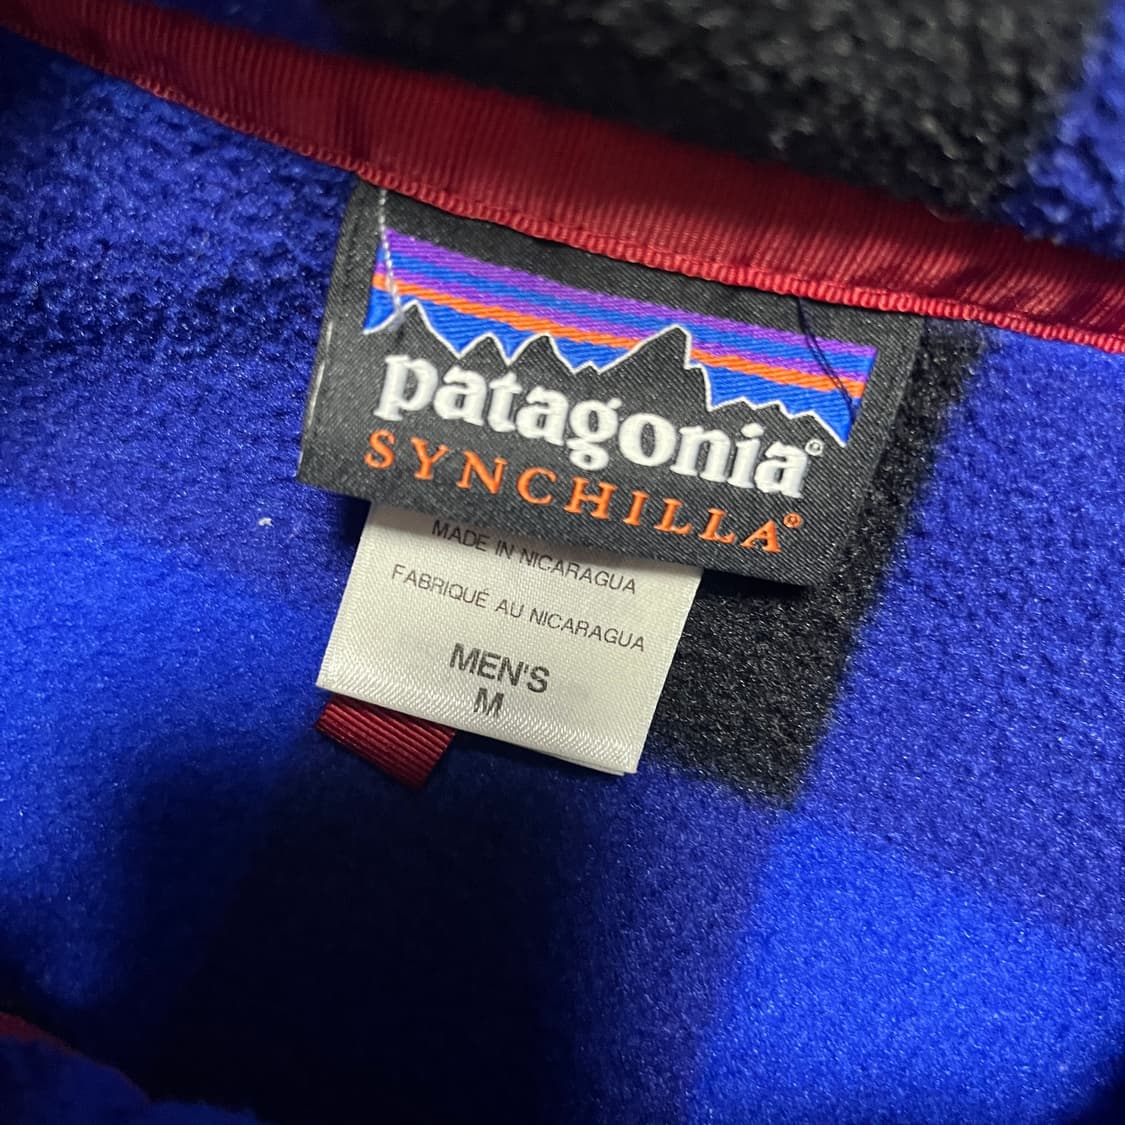 patagonia®
SYNCHILLA®
MADE IN NICARAGUA
FABRIQUÉ AU NICARAGUA
MEN'S
M